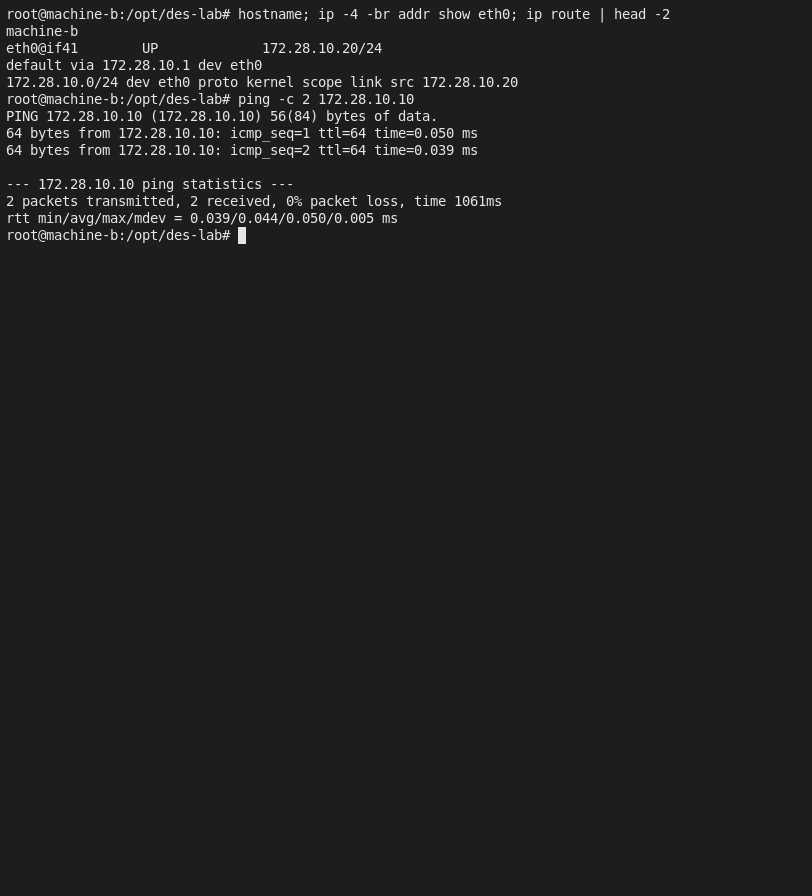 root@machine-b:/opt/des-lab# hostname; ip -4 -br addr show eth0; ip route | head -2
machine-b
eth0@if41        UP             172.28.10.20/24
default via 172.28.10.1 dev eth0
172.28.10.0/24 dev eth0 proto kernel scope link src 172.28.10.20
root@machine-b:/opt/des-lab# ping -c 2 172.28.10.10
PING 172.28.10.10 (172.28.10.10) 56(84) bytes of data.
64 bytes from 172.28.10.10: icmp_seq=1 ttl=64 time=0.050 ms
64 bytes from 172.28.10.10: icmp_seq=2 ttl=64 time=0.039 ms

--- 172.28.10.10 ping statistics ---
2 packets transmitted, 2 received, 0% packet loss, time 1061ms
rtt min/avg/max/mdev = 0.039/0.044/0.050/0.005 ms
root@machine-b:/opt/des-lab#